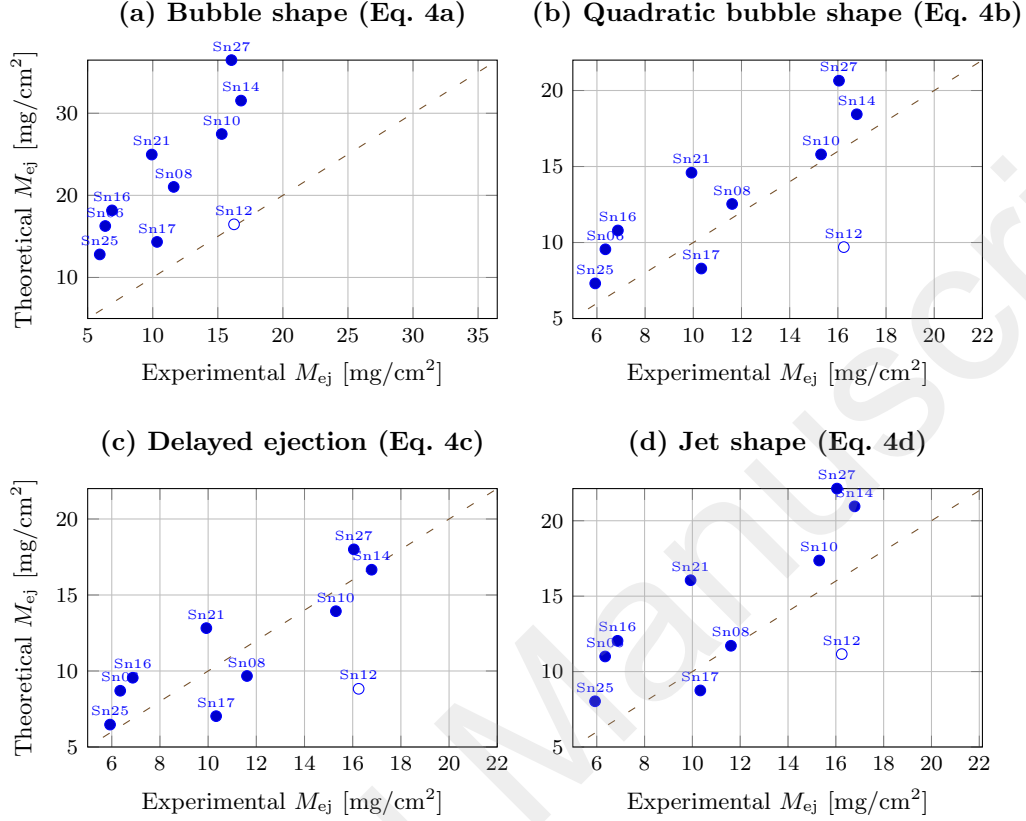 (a) Bubble shape (Eq. 4a)
(b) Quadratic bubble shape (Eq. 4b)
Theoretical M_ej [mg/cm²]
30
20
10
Sn27
Sn14
Sn10
Sn21
Sn08
Sn16
Sn06
Sn12
Sn17
Sn25
5 10 15 20 25 30 35
Experimental M_ej [mg/cm²]
20
15
10
5
Sn27
Sn14
Sn10
Sn21
Sn08
Sn16
Sn06
Sn12
Sn17
Sn25
6 8 10 12 14 16 18 20 22
Experimental M_ej [mg/cm²]
(c) Delayed ejection (Eq. 4c)
(d) Jet shape (Eq. 4d)
Theoretical M_ej [mg/cm²]
20
15
10
5
Sn27
Sn14
Sn10
Sn21
Sn16
Sn08
Sn12
Sn17
Sn25
6 8 10 12 14 16 18 20 22
Experimental M_ej [mg/cm²]
20
15
10
5
Sn27
Sn14
Sn10
Sn21
Sn16
Sn08
Sn12
Sn17
Sn25
6 8 10 12 14 16 18 20 22
Experimental M_ej [mg/cm²]